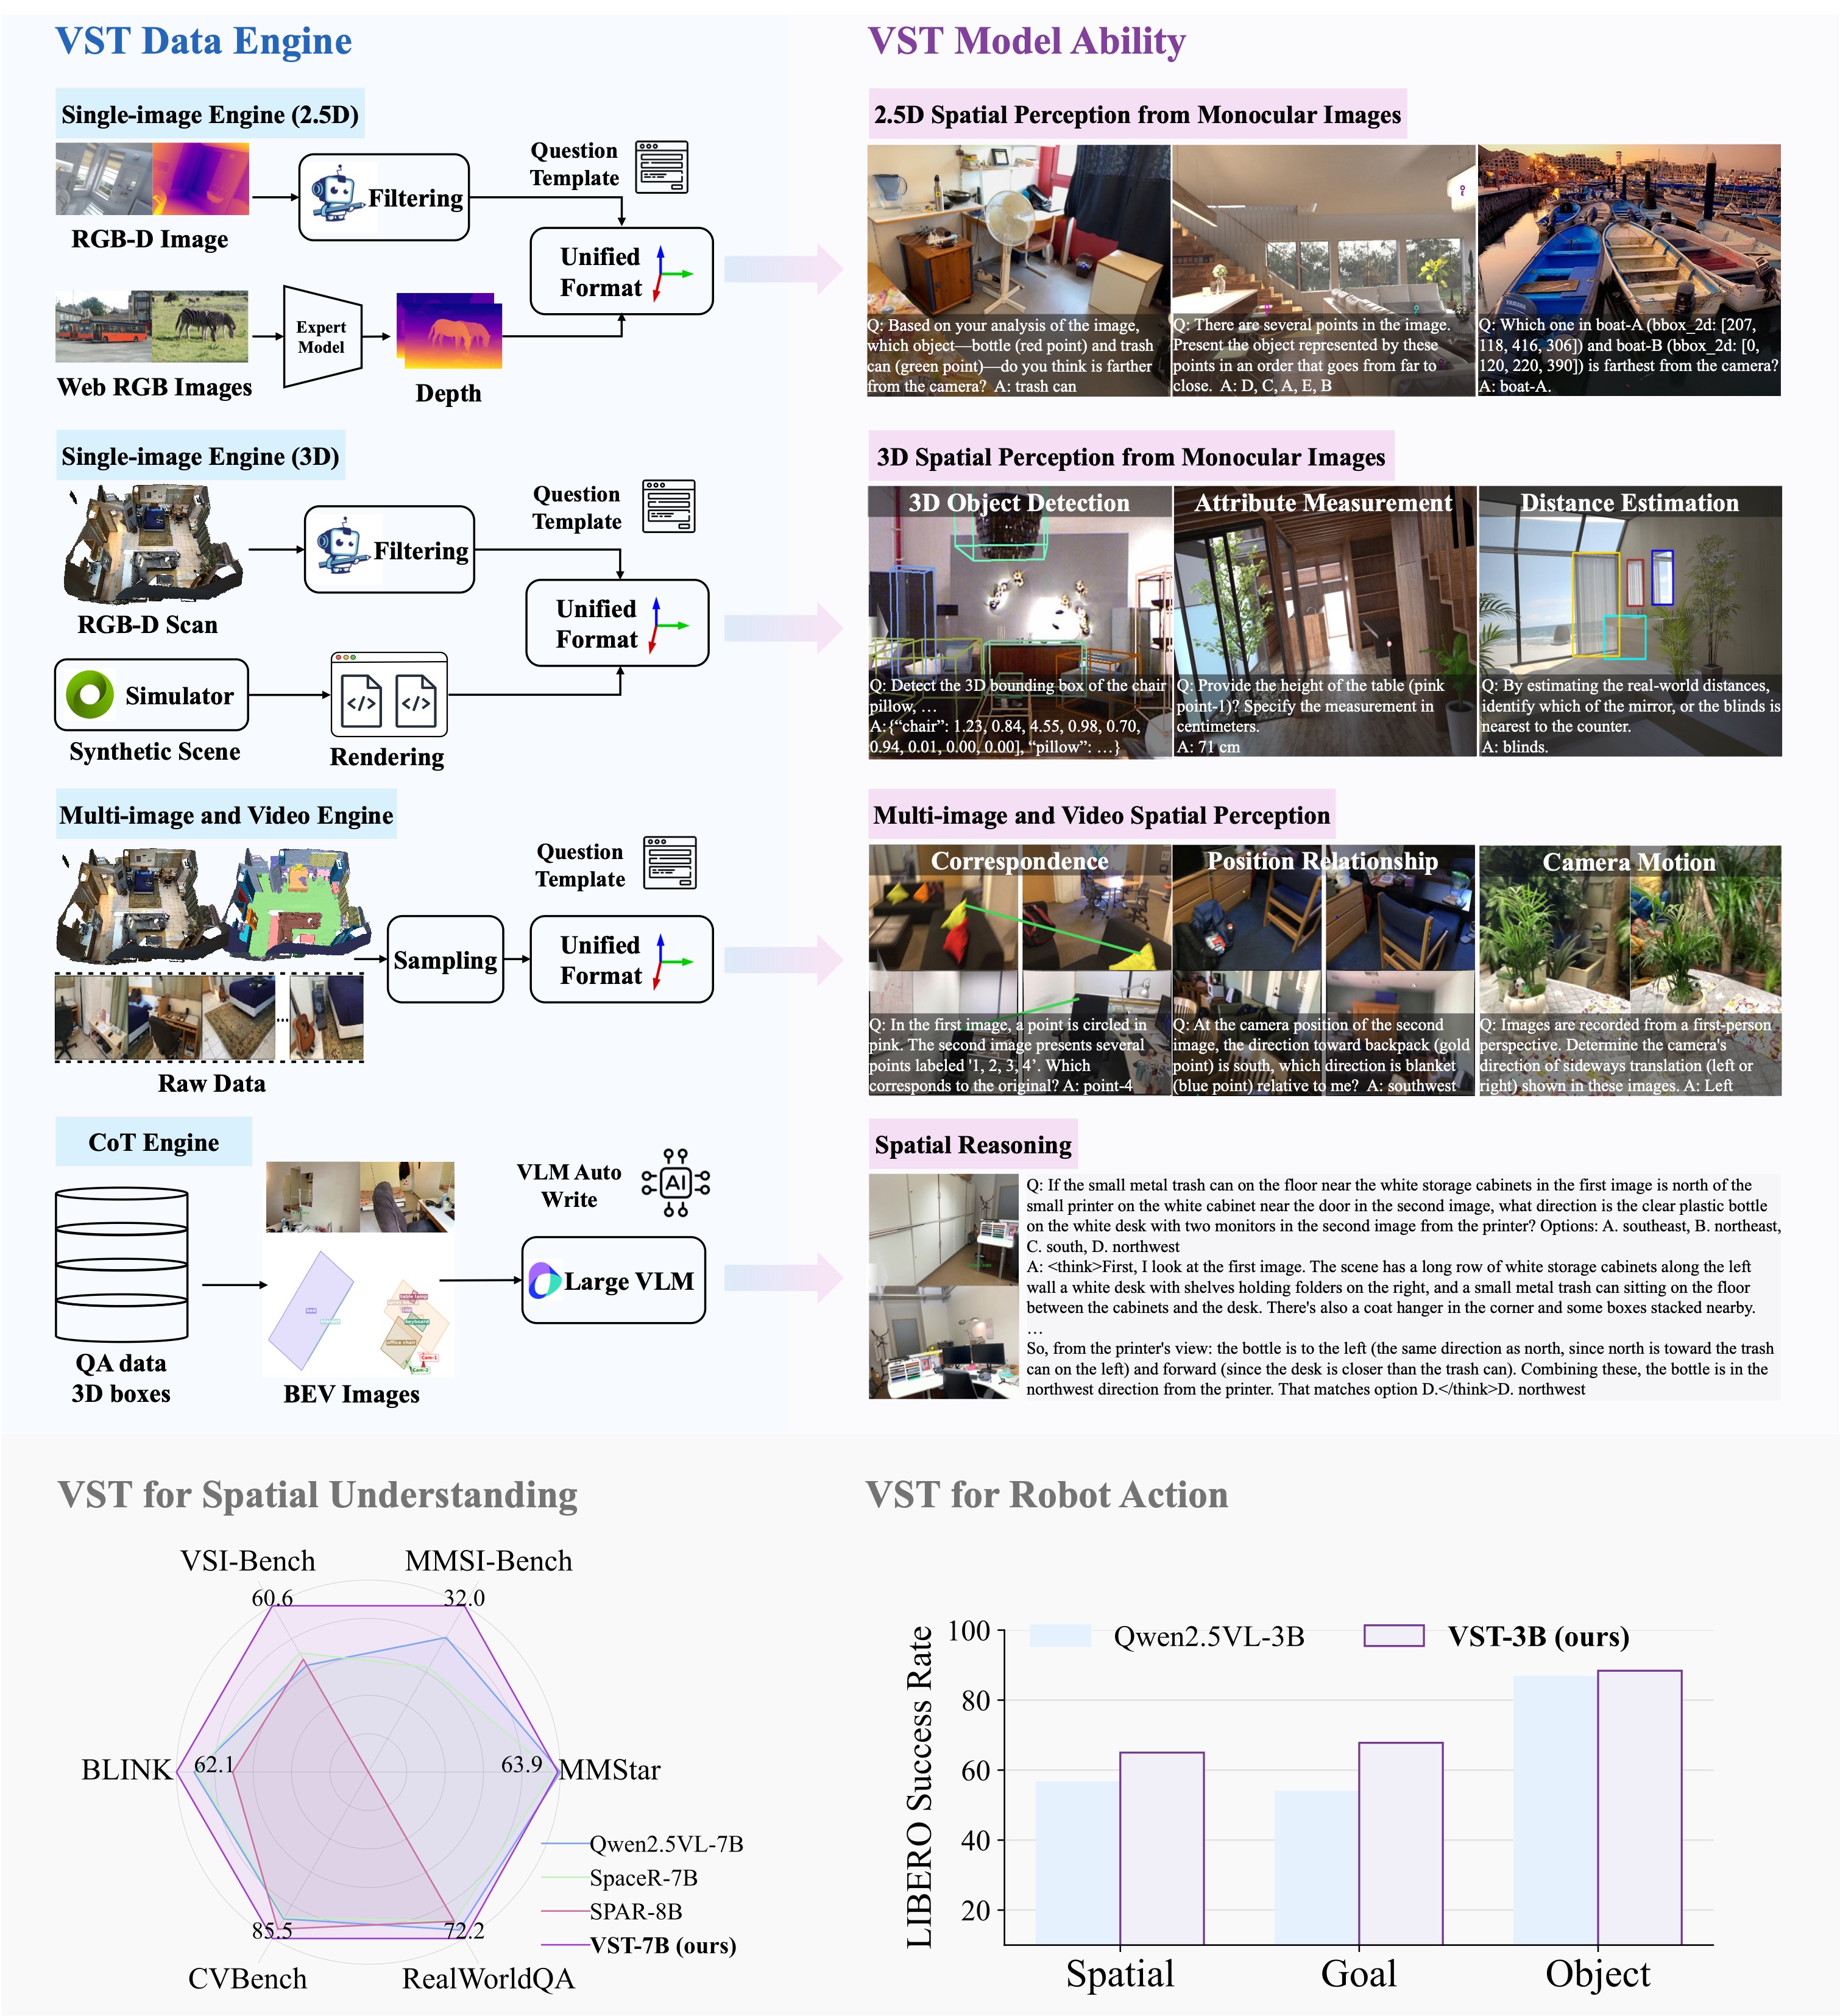 VST Data Engine
Single-image Engine (2.5D)
RGB-D Image
Filtering
Question
Template
Unified
Format
Web RGB Images
Expert
Model
Depth
Single-image Engine (3D)
RGB-D Scan
Filtering
Question
Template
Unified
Format
Simulator
Synthetic Scene
</>
</>
Rendering
Multi-image and Video Engine
Question
Template
Sampling
Unified
Format
...
Raw Data
CoT Engine
QA data
3D boxes
BEV Images
VLM Auto
Write
AI
Large VLM
VST Model Ability
2.5D Spatial Perception from Monocular Images
Q: Based on your analysis of the image,
which object—bottle (red point) and trash
can (green point)—do you think is farther
from the camera? A: trash can
Q: There are several points in the image.
Present the object represented by these
points in an order that goes from far to
close. A: D, C, A, E, B
YAMAHA
Q: Which one in boat-A (bbox_2d: [207,
118, 416, 306]) and boat-B (bbox_2d: [0,
120, 220, 390]) is farthest from the camera?
A: boat-A.
3D Spatial Perception from Monocular Images
3D Object Detection
Q: Detect the 3D bounding box of the chair
pillow, …
A:{“chair”: 1.23, 0.84, 4.55, 0.98, 0.70,
0.94, 0.01, 0.00, 0.00], “pillow”: …}
Attribute Measurement
Q: Provide the height of the table (pink
point-1)? Specify the measurement in
centimeters.
A: 71 cm
Distance Estimation
Q: By estimating the real-world distances,
identify which of the mirror, or the blinds is
nearest to the counter.
A: blinds.
Multi-image and Video Spatial Perception
Correspondence
Q: In the first image, a point is circled in
pink. The second image presents several
points labeled '1, 2, 3, 4’. Which
corresponds to the original? A: point-4
Position Relationship
Q: At the camera position of the second
image, the direction toward backpack (gold
point) is south, which direction is blanket
(blue point) relative to me? A: southwest
Camera Motion
Q: Images are recorded from a first-person
perspective. Determine the camera's
direction of sideways translation (left or
right) shown in these images. A: Left
Spatial Reasoning
Q: If the small metal trash can on the floor near the white storage cabinets in the first image is north of the
small printer on the white cabinet near the door in the second image, what direction is the clear plastic bottle
on the white desk with two monitors in the second image from the printer? Options: A. southeast, B. northeast,
C. south, D. northwest
A: <think>First, I look at the first image. The scene has a long row of white storage cabinets along the left
wall a white desk with shelves holding folders on the right, and a small metal trash can sitting on the floor
between the cabinets and the desk. There's also a coat hanger in the corner and some boxes stacked nearby.
…
So, from the printer's view: the bottle is to the left (the same direction as north, since north is toward the trash
can on the left) and forward (since the desk is closer than the trash can). Combining these, the bottle is in the
northwest direction from the printer. That matches option D.</think>D. northwest
VST for Spatial Understanding
VSI-Bench
MMSI-Bench
60.6
32.0
BLINK
62.1
63.9
MMStar
85.5
72.2
CVBench
RealWorldQA
Qwen2.5VL-7B
SpaceR-7B
SPAR-8B
VST-7B (ours)
VST for Robot Action
LIBERO Success Rate
100
80
60
40
20
Qwen2.5VL-3B
VST-3B (ours)
Spatial
Goal
Object